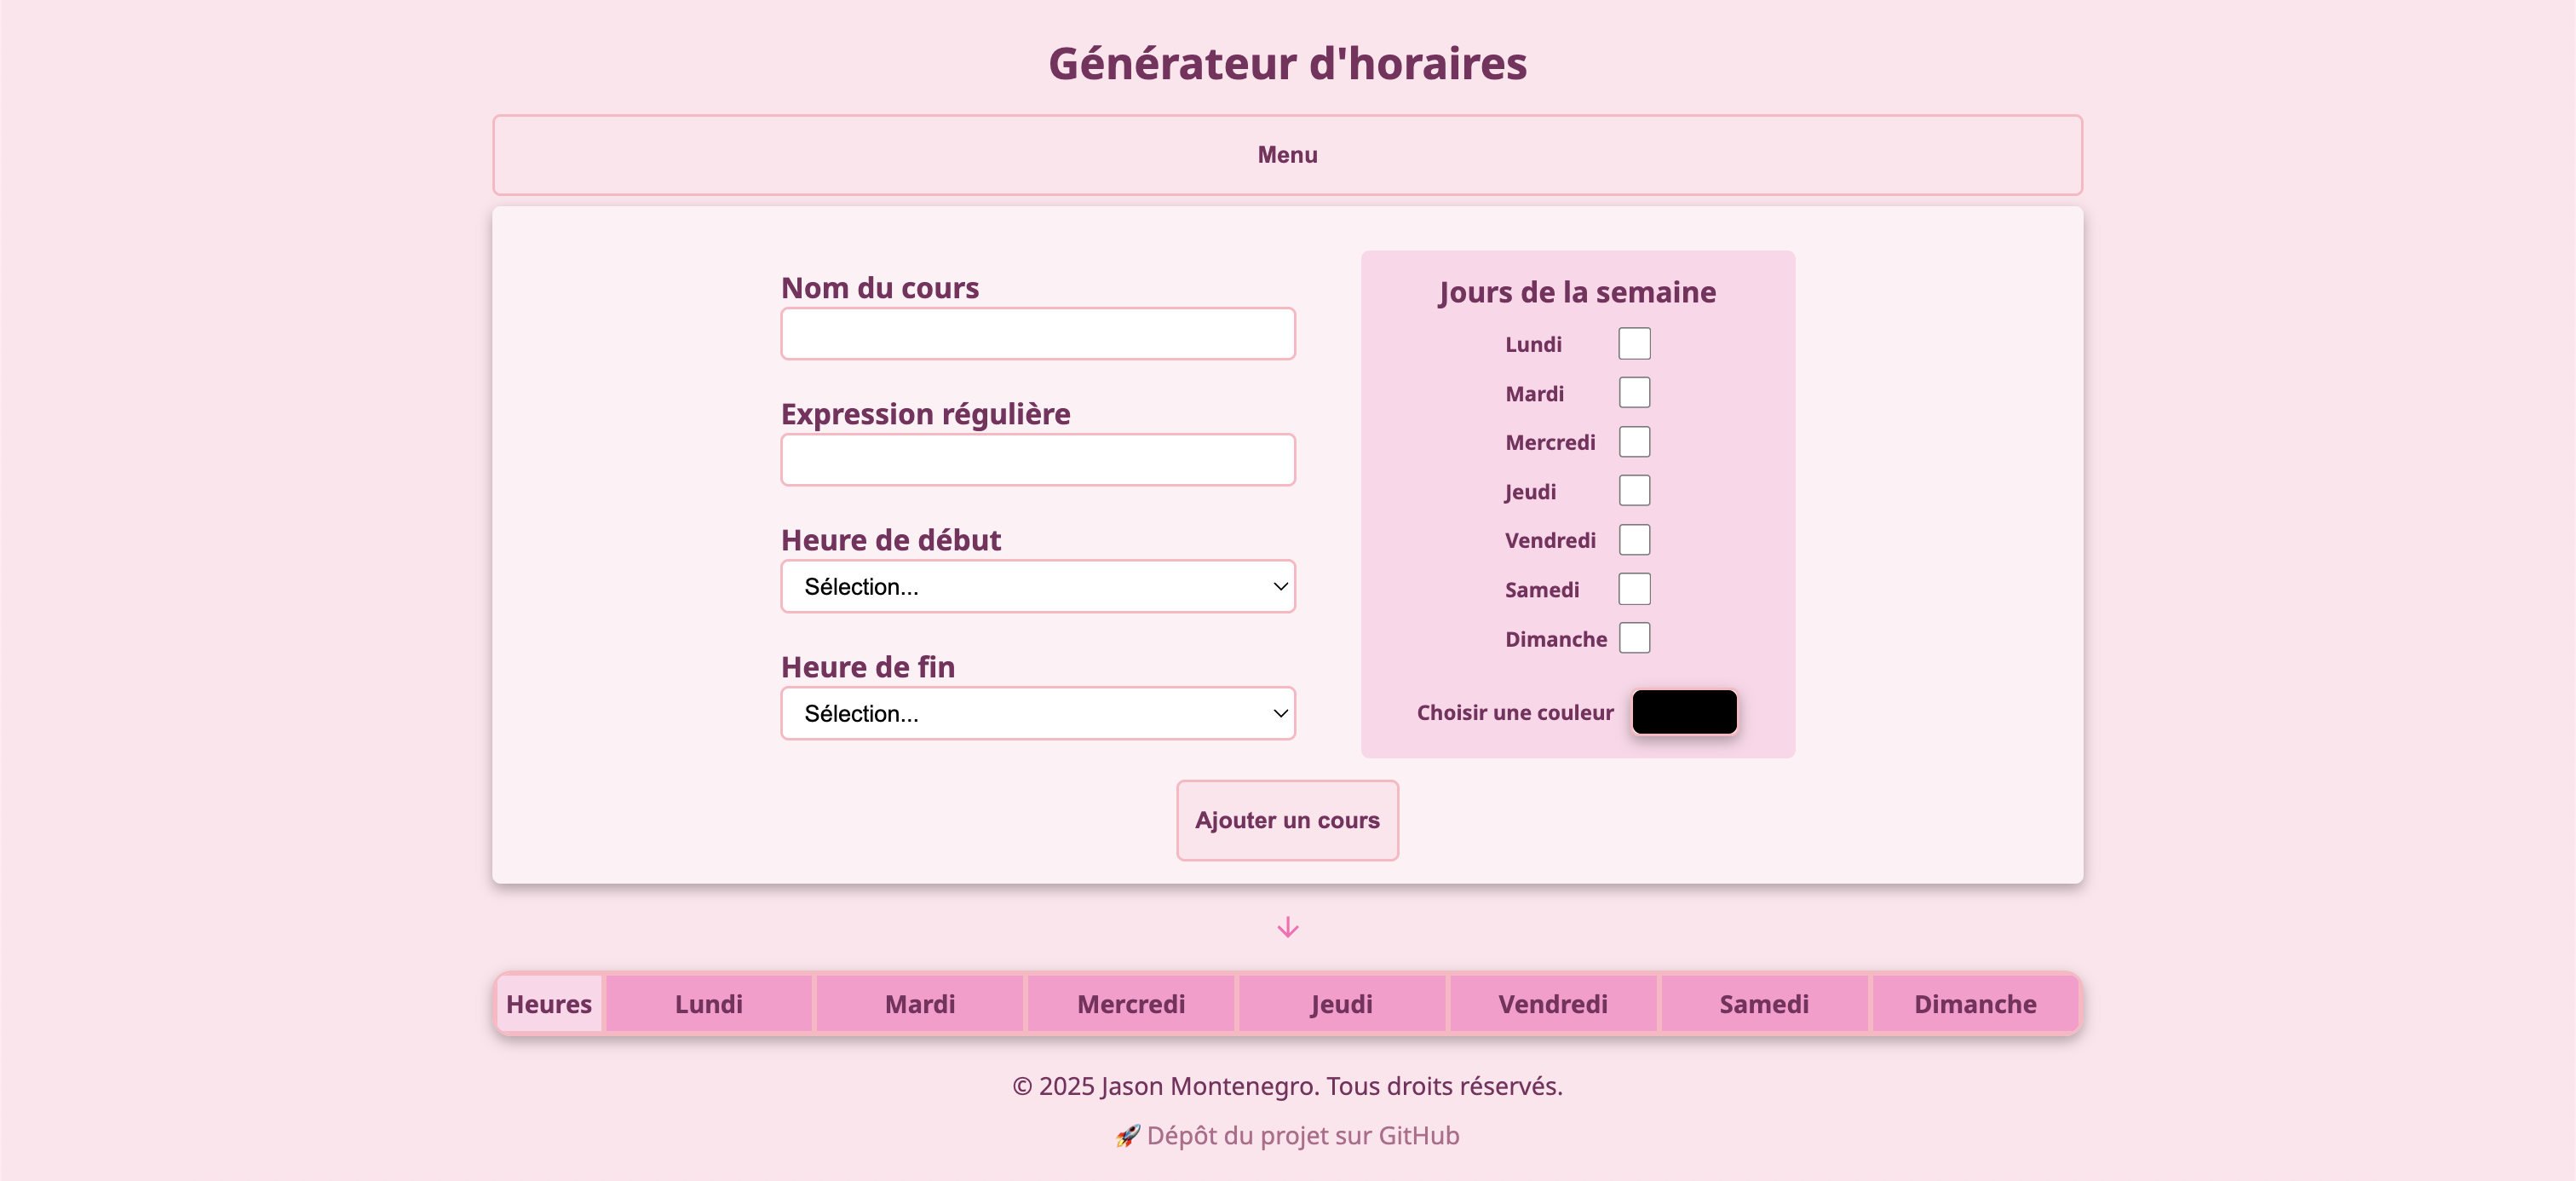 Générateur d'horaires
Menu
Nom du cours
Expression régulière
Heure de début
Sélection...
Heure de fin
Sélection...
Jours de la semaine
Lundi
Mardi
Mercredi
Jeudi
Vendredi
Samedi
Dimanche
Choisir une couleur
Ajouter un cours
Heures Lundi Mardi Mercredi Jeudi Vendredi Samedi Dimanche
© 2025 Jason Montenegro. Tous droits réservés.
🚀 Dépôt du projet sur GitHub